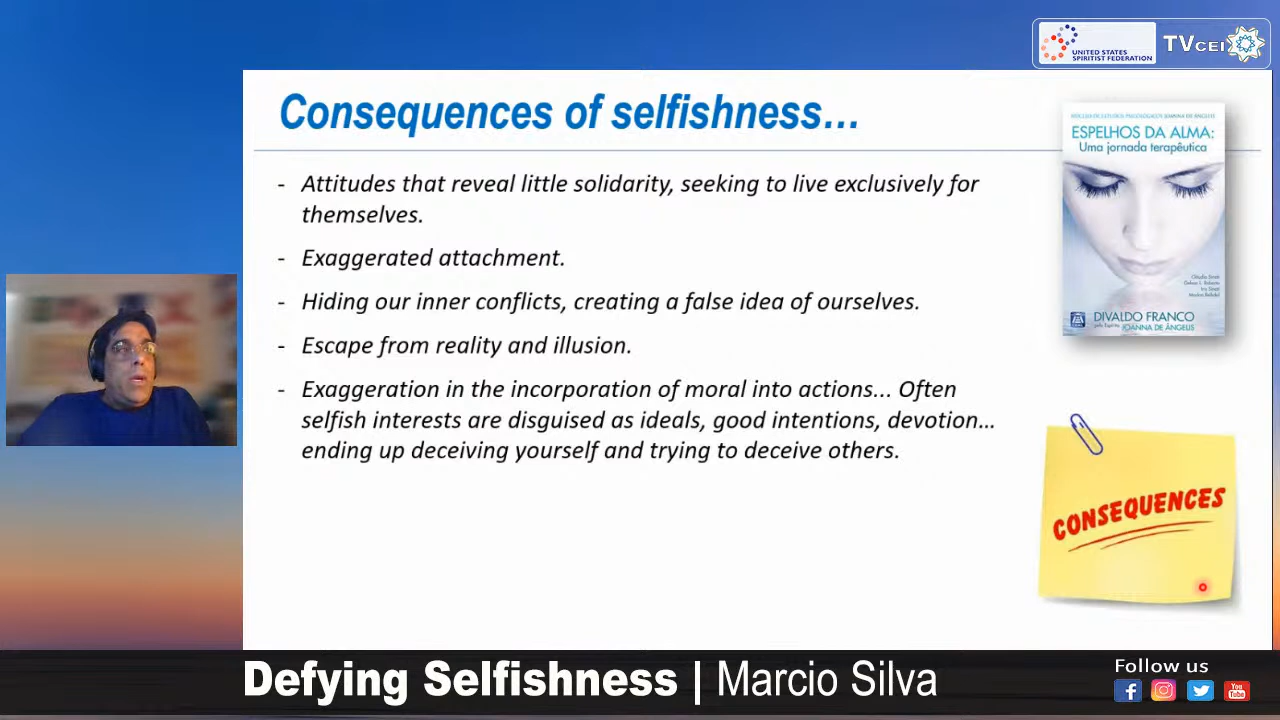 UNITED STATES
SPIRITIST FEDERATION
TVCEI
Consequences of selfishness...
- Attitudes that reveal little solidarity, seeking to live exclusively for
themselves.
- Exaggerated attachment.
- Hiding our inner conflicts, creating a false idea of ourselves.
- Escape from reality and illusion.
- Exaggeration in the incorporation of moral into actions... Often
selfish interests are disguised as ideals, good intentions, devotion...
ending up deceiving yourself and trying to deceive others.
ESPELHOS DA ALMA:
Uma jornada terapêutica
DIVALDO FRANCO
pelo Espírito JOANNA DE ÂNGELIS
CONSEQUENCES
Defying Selfishness | Marcio Silva
Follow us
You
Tube